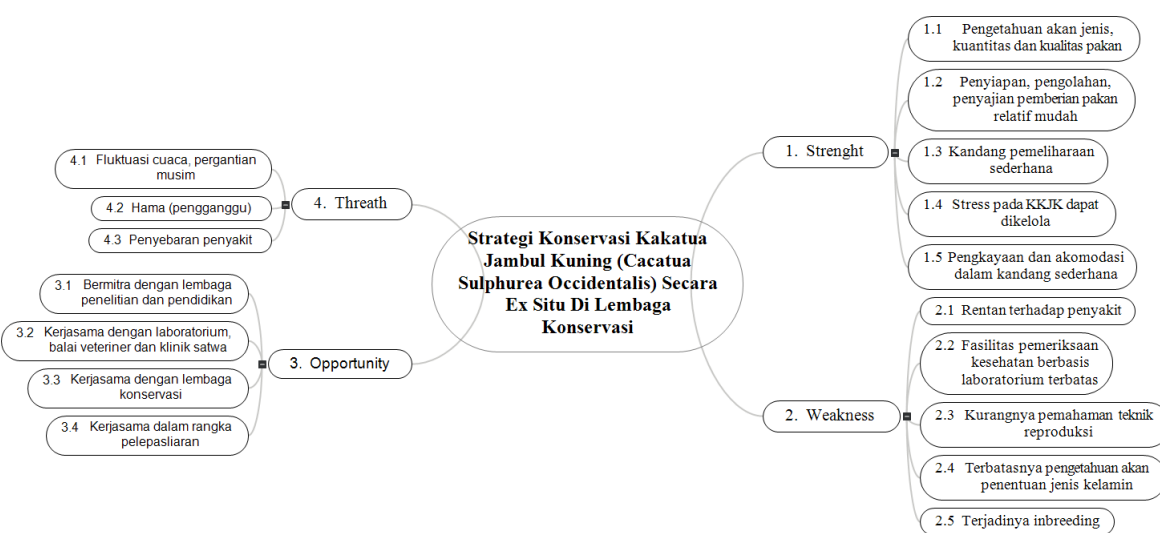 Strategi Konservasi Kakatua
Jambul Kuning (Cacatua
Sulphurea Occidentalis) Secara
Ex Situ Di Lembaga
Konservasi
1. Strenght
1.1 Pengetahuan akan jenis,
kuantitas dan kualitas pakan
1.2 Penyiapan, pengolahan,
penyajian pemberian pakan
relatif mudah
1.3 Kandang pemeliharaan
sederhana
1.4 Stress pada KKJK dapat
dikelola
1.5 Pengkayaan dan akomodasi
dalam kandang sederhana
2. Weakness
2.1 Rentan terhadap penyakit
2.2 Fasilitas pemeriksaan
kesehatan berbasis
laboratorium terbatas
2.3 Kurangnya pemahaman teknik
reproduksi
2.4 Terbatasnya pengetahuan akan
penentuan jenis kelamin
2.5 Terjadinya inbreeding
3. Opportunity
3.1 Bermitra dengan lembaga
penelitian dan pendidikan
3.2 Kerjasama dengan laboratorium,
balai veteriner dan klinik satwa
3.3 Kerjasama dengan lembaga
konservasi
3.4 Kerjasama dalam rangka
pelepasliaran
4. Threath
4.1 Fluktuasi cuaca, pergantian
musim
4.2 Hama (pengganggu)
4.3 Penyebaran penyakit